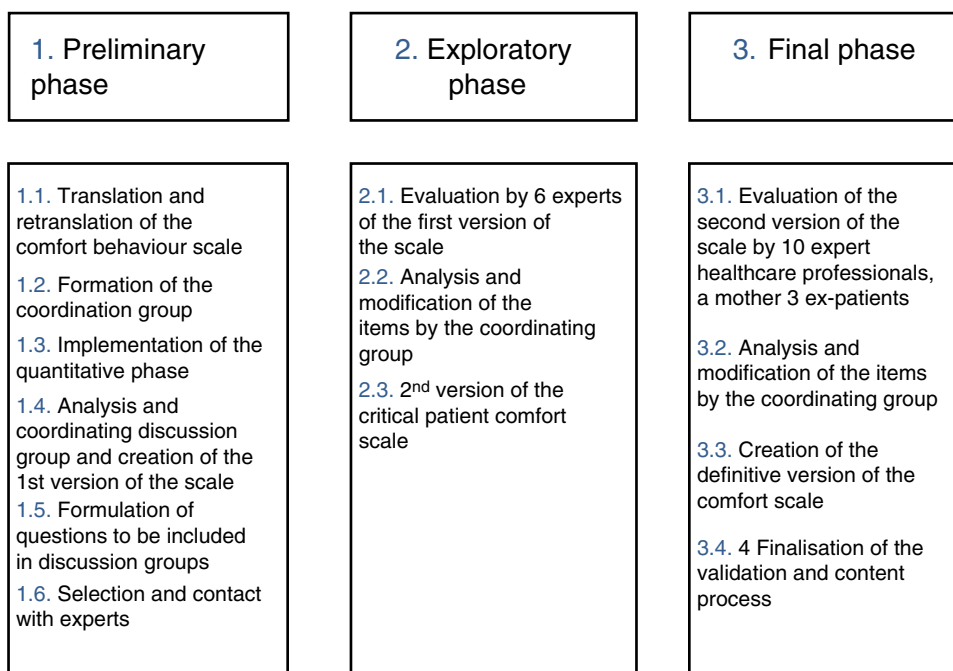 1. Preliminary
phase
1.1. Translation and
retranslation of the
comfort behaviour scale
1.2. Formation of the
coordination group
1.3. Implementation of the
quantitative phase
1.4. Analysis and
coordinating discussion
group and creation of the
1st version of the scale
1.5. Formulation of
questions to be included
in discussion groups
1.6. Selection and contact
with experts
2. Exploratory
phase
2.1. Evaluation by 6 experts
of the first version of
the scale
2.2. Analysis and
modification of the
items by the coordinating
group
2.3. 2nd version of the
critical patient comfort
scale
3. Final phase
3.1. Evaluation of the
second version of the
scale by 10 expert
healthcare professionals,
a mother 3 ex-patients
3.2. Analysis and
modification of the items
by the coordinating group
3.3. Creation of the
definitive version of the
comfort scale
3.4. 4 Finalisation of the
validation and content
process